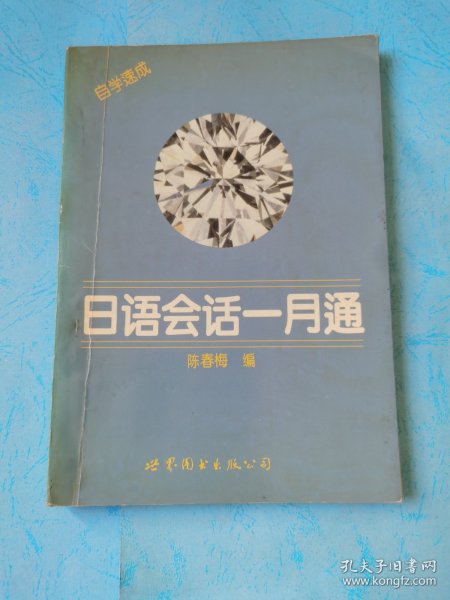 自学速成
日语会话一月通
陈春梅 编
世界图书出版公司
孔夫子旧书网
www.kongfz.com